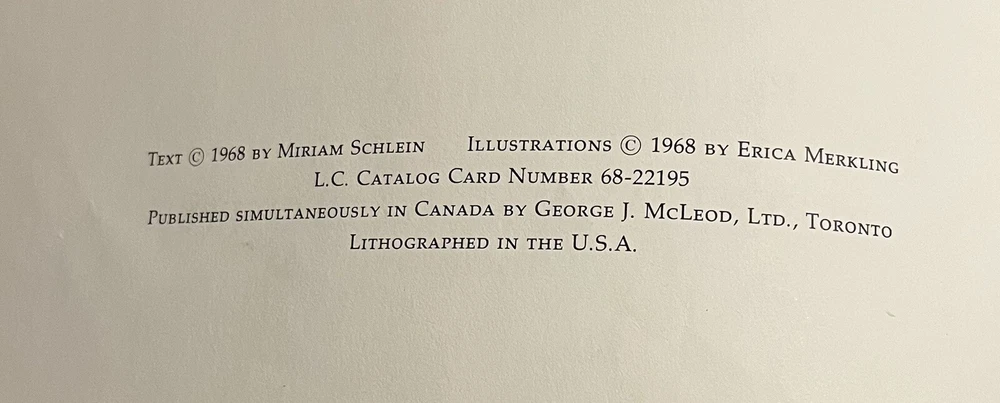 Text © 1968 by Miriam Schlein Illustrations © 1968 by Erica Merkling
L.C. Catalog Card Number 68-22195
Published simultaneously in Canada by George J. McLeod, Ltd., Toronto
Lithographed in the U.S.A.